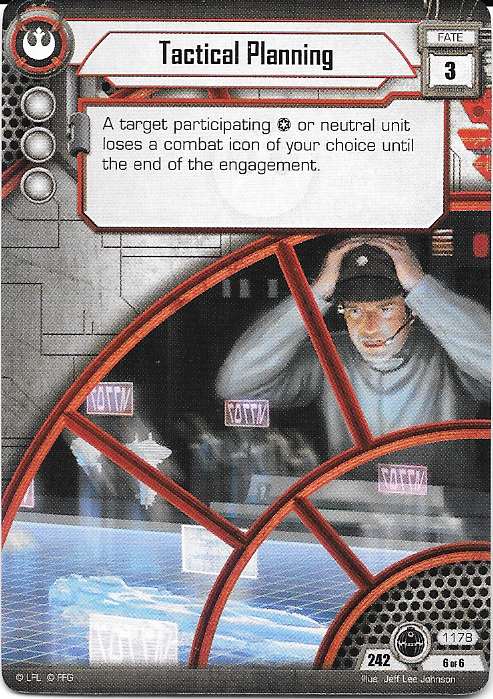 Tactical Planning
FATE
3
A target participating or neutral unit
loses a combat icon of your choice until
the end of the engagement.
1178
242
6 of 6
© LFL © FFG
Illus. Jeff Lee Johnson